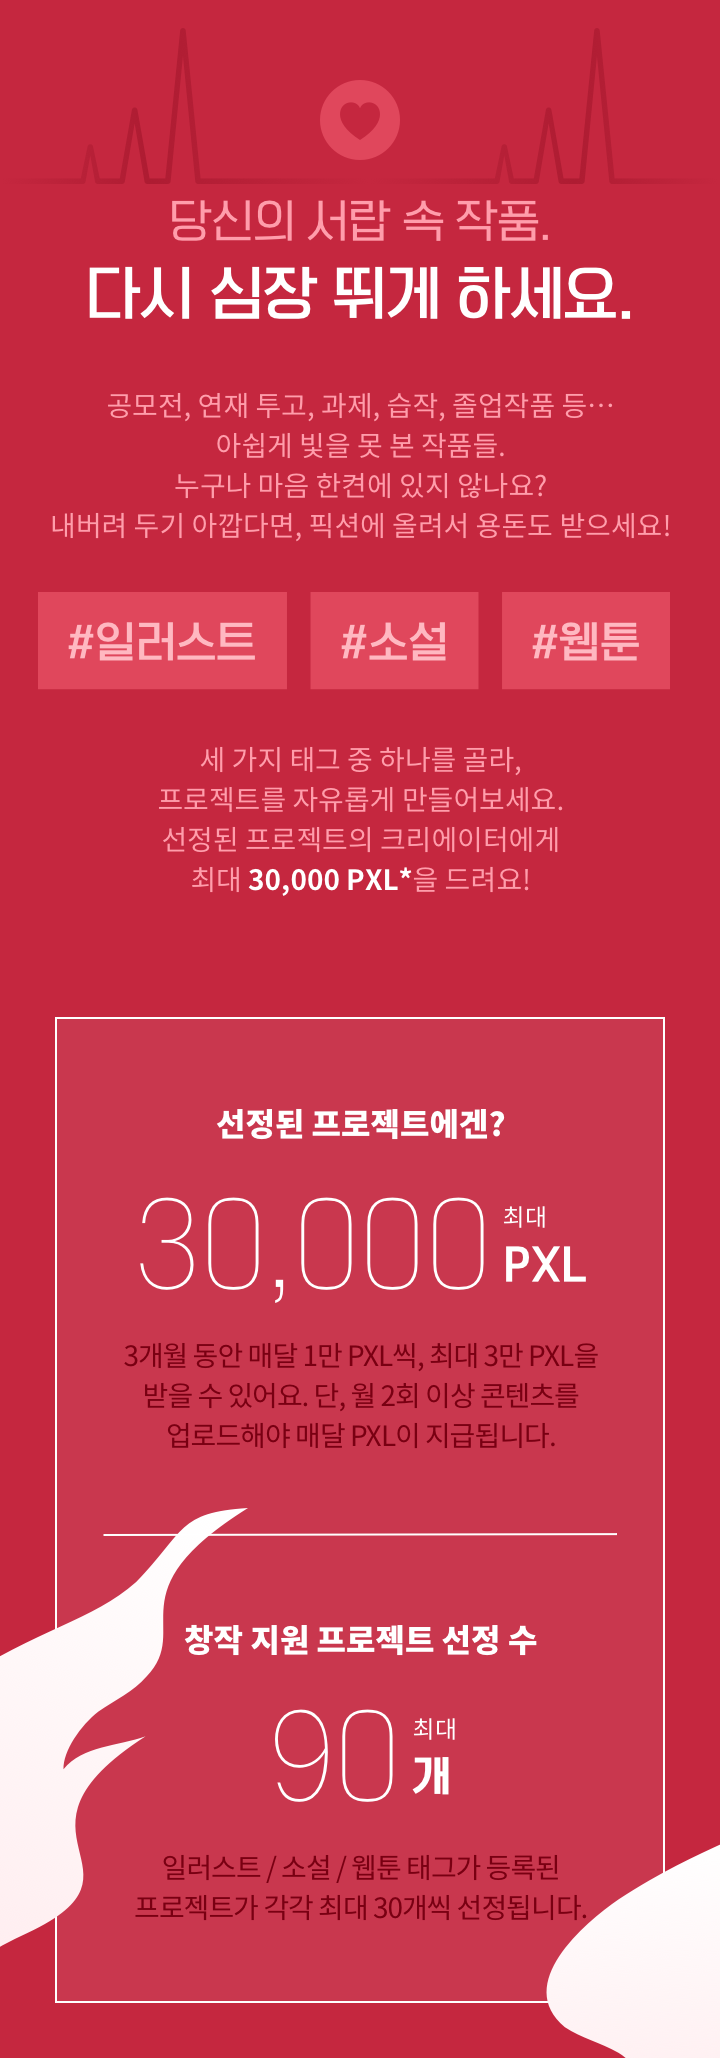 당신의 서랍 속 작품.
다시 심장 뛰게 하세요.
공모전, 연재 투고, 과제, 습작, 졸업작품 등…
아쉽게 빛을 못 본 작품들.
누구나 마음 한켠에 있지 않나요?
내버려 두기 아깝다면, 픽션에 올려서 용돈도 받으세요!
#일러스트 #소설 #웹툰
세 가지 태그 중 하나를 골라,
프로젝트를 자유롭게 만들어보세요.
선정된 프로젝트의 크리에이터에게
최대 30,000 PXL*을 드려요!
선정된 프로젝트에겐?
30,000 최대 PXL
3개월 동안 매달 1만 PXL씩, 최대 3만 PXL을
받을 수 있어요. 단, 월 2회 이상 콘텐츠를
업로드해야 매달 PXL이 지급됩니다.
창작 지원 프로젝트 선정 수
90 최대 개
일러스트 / 소설 / 웹툰 태그가 등록된
프로젝트가 각각 최대 30개씩 선정됩니다.